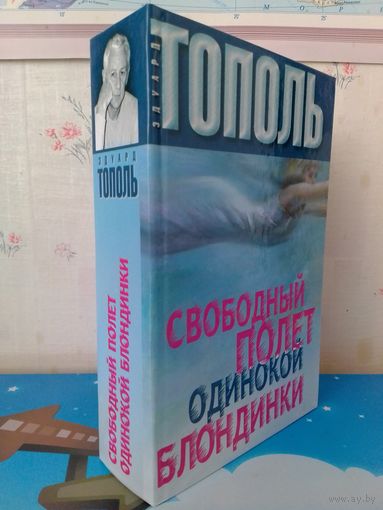 ЭДУАРД
ТОПОЛЬ
СВОБОДНЫЙ ПОЛЕТ
ОДИНОКОЙ БЛОНДИНКИ
ЭДУАРД
ТОПОЛЬ
СВОБОДНЫЙ
ПОЛЕТ
ОДИНОКОЙ
БЛОНДИНКИ
www.ay.by